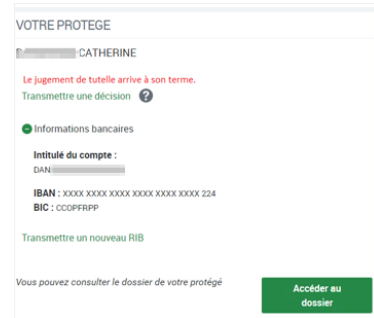 VOTRE PROTEGE
CATHERINE
Le jugement de tutelle arrive à son terme.
Transmettre une décision ?
Informations bancaires
Intitulé du compte :
DAN
IBAN : XXXX XXXX XXXX XXXX XXXX XXXX 224
BIC : CCOPFRPP
Transmettre un nouveau RIB
Vous pouvez consulter le dossier de votre protégé
Accéder au
dossier